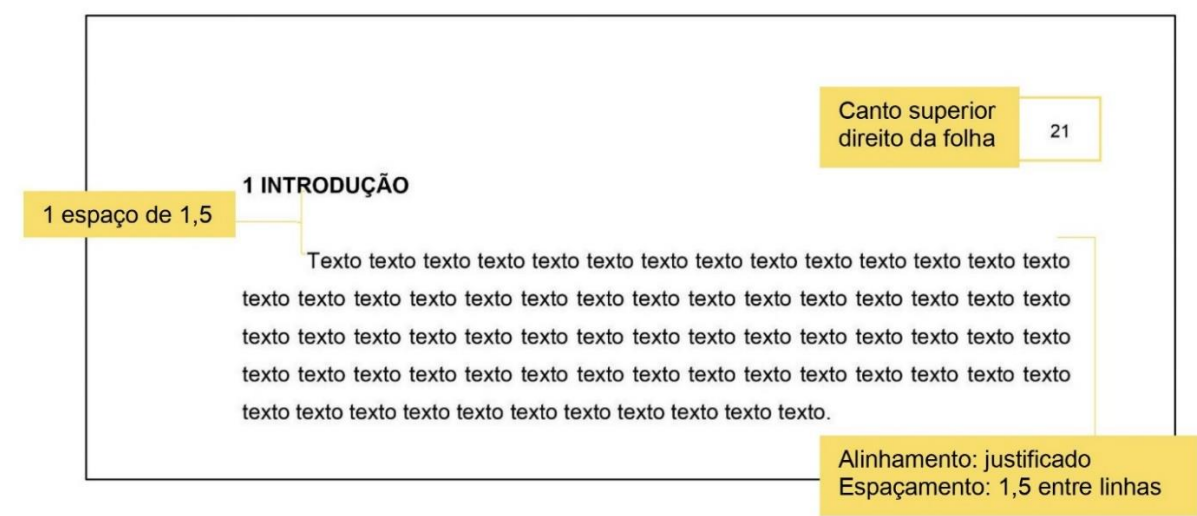 Canto superior
direito da folha
21
1 INTRODUÇÃO
1 espaço de 1,5
Texto texto texto texto texto texto texto texto texto texto texto texto texto texto
texto texto texto texto texto texto texto texto texto texto texto texto texto texto texto
texto texto texto texto texto texto texto texto texto texto texto texto texto texto texto
texto texto texto texto texto texto texto texto texto texto texto texto texto texto texto
texto texto texto texto texto texto texto texto texto texto texto.
Alinhamento: justificado
Espaçamento: 1,5 entre linhas